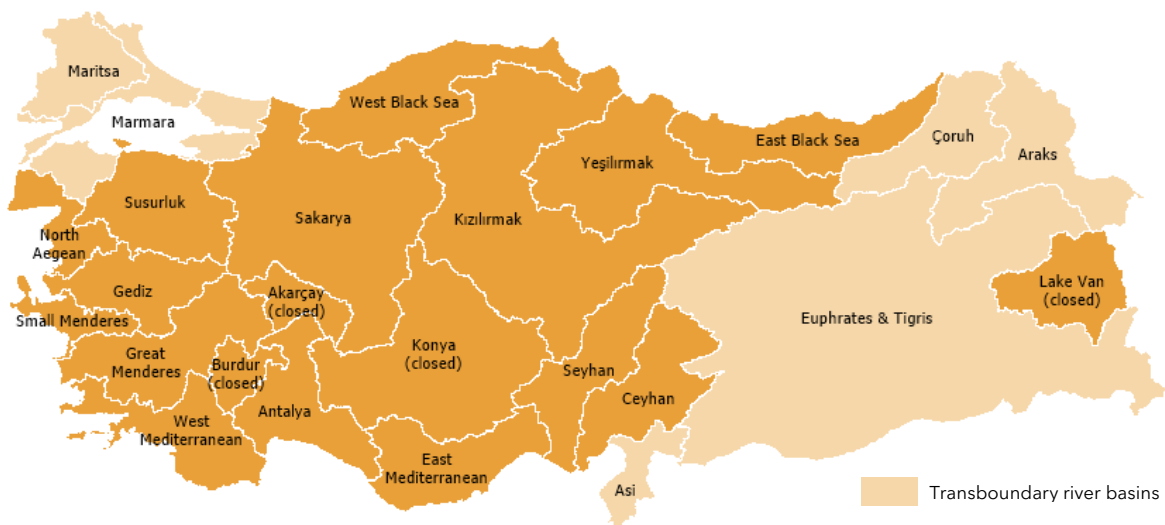 Maritsa
Marmara
West Black Sea
East Black Sea
Çoruh
Araks
Yeşilırmak
Susurluk
Sakarya
Kızılırmak
North
Aegean
Gediz
Akarçay
(closed)
Lake Van
(closed)
Small Menderes
Euphrates & Tigris
Great
Menderes
Burdur
(closed)
Konya
(closed)
Seyhan
Ceyhan
Antalya
West
Mediterranean
East
Mediterranean
Asi
Transboundary river basins